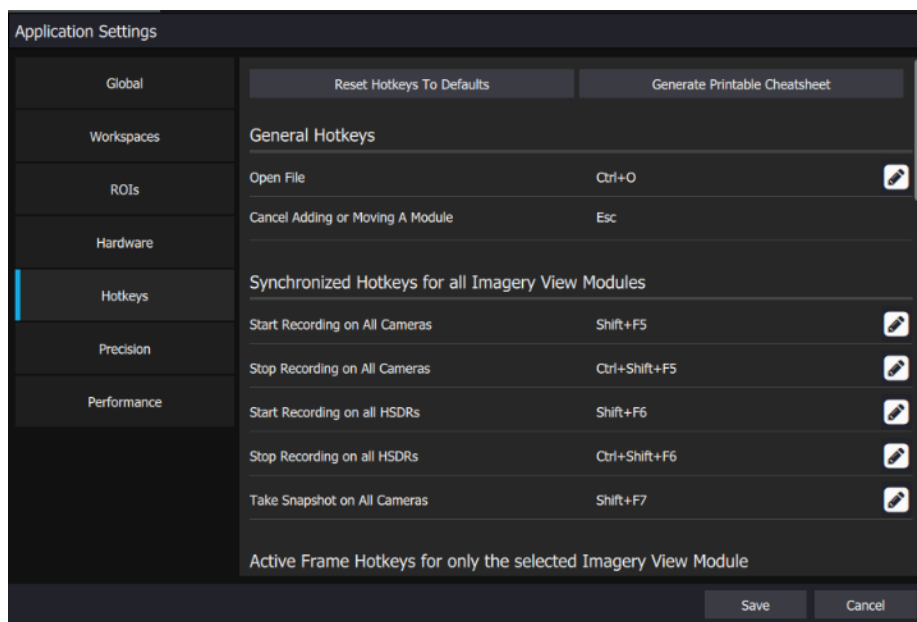 Application Settings
Global
Workspaces
ROIs
Hardware
Hotkeys
Precision
Performance
Reset Hotkeys To Defaults
Generate Printable Cheatsheet
General Hotkeys
Open File Ctrl+O
Cancel Adding or Moving A Module Esc
Synchronized Hotkeys for all Imagery View Modules
Start Recording on All Cameras Shift+F5
Stop Recording on All Cameras Ctrl+Shift+F5
Start Recording on all HSDRs Shift+F6
Stop Recording on all HSDRs Ctrl+Shift+F6
Take Snapshot on All Cameras Shift+F7
Active Frame Hotkeys for only the selected Imagery View Module
Save
Cancel